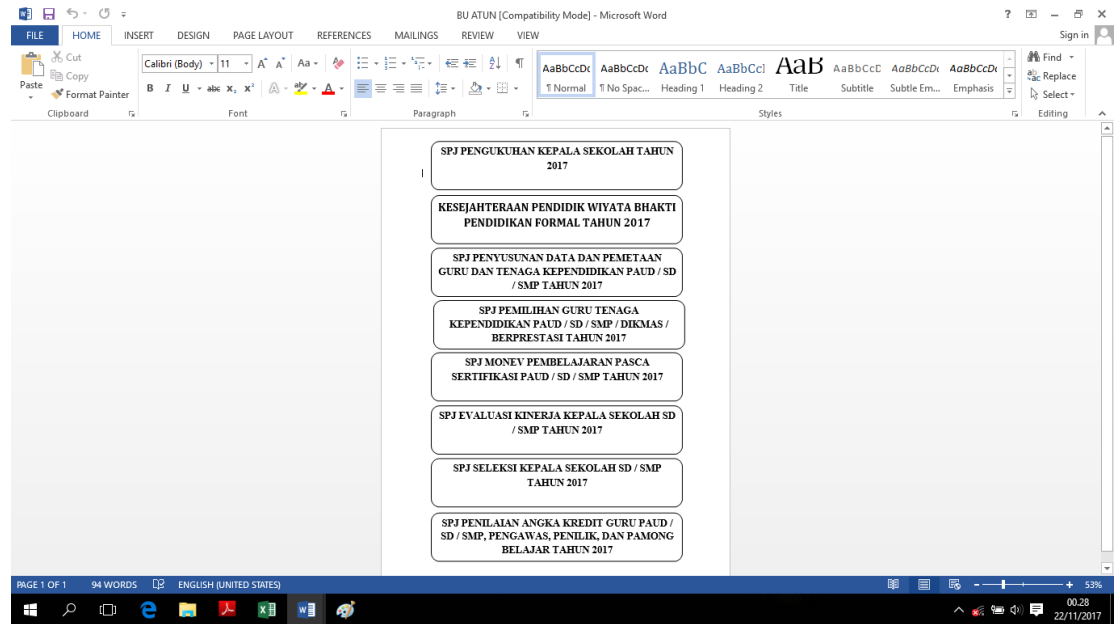 BU ATUN [Compatibility Mode] - Microsoft Word
Sign in
FILE HOME INSERT DESIGN PAGE LAYOUT REFERENCES MAILINGS REVIEW VIEW
Paste
Cut
Copy
Format Painter
Clipboard
Calibri (Body) 11
Font
Paragraph
AaBbCcDc AaBbCcDc AaBbC AaBbCcI AaB AaBbCcD AaBbCcDc AaBbCcDc
¶ Normal ¶ No Spac... Heading 1 Heading 2 Title Subtitle Subtle Em... Emphasis
Styles
Find
Replace
Select
Editing
SPJ PENGUKUHAN KEPALA SEKOLAH TAHUN
2017
KESEJAHTERAAN PENDIDIK WIYATA BHAKTI
PENDIDIKAN FORMAL TAHUN 2017
SPJ PENYUSUNAN DATA DAN PEMETAAN
GURU DAN TENAGA KEPENDIDIKAN PAUD / SD
/ SMP TAHUN 2017
SPJ PEMILIHAN GURU TENAGA
KEPENDIDIKAN PAUD / SD / SMP / DIKMAS /
BERPRESTASI TAHUN 2017
SPJ MONEV PEMBELAJARAN PASCA
SERTIFIKASI PAUD / SD / SMP TAHUN 2017
SPJ EVALUASI KINERJA KEPALA SEKOLAH SD
/ SMP TAHUN 2017
SPJ SELEKSI KEPALA SEKOLAH SD / SMP
TAHUN 2017
SPJ PENILAIAN ANGKA KREDIT GURU PAUD /
SD / SMP, PENGAWAS, PENILIK, DAN PAMONG
BELAJAR TAHUN 2017
PAGE 1 OF 1 94 WORDS ENGLISH (UNITED STATES) 53%
00.28
22/11/2017